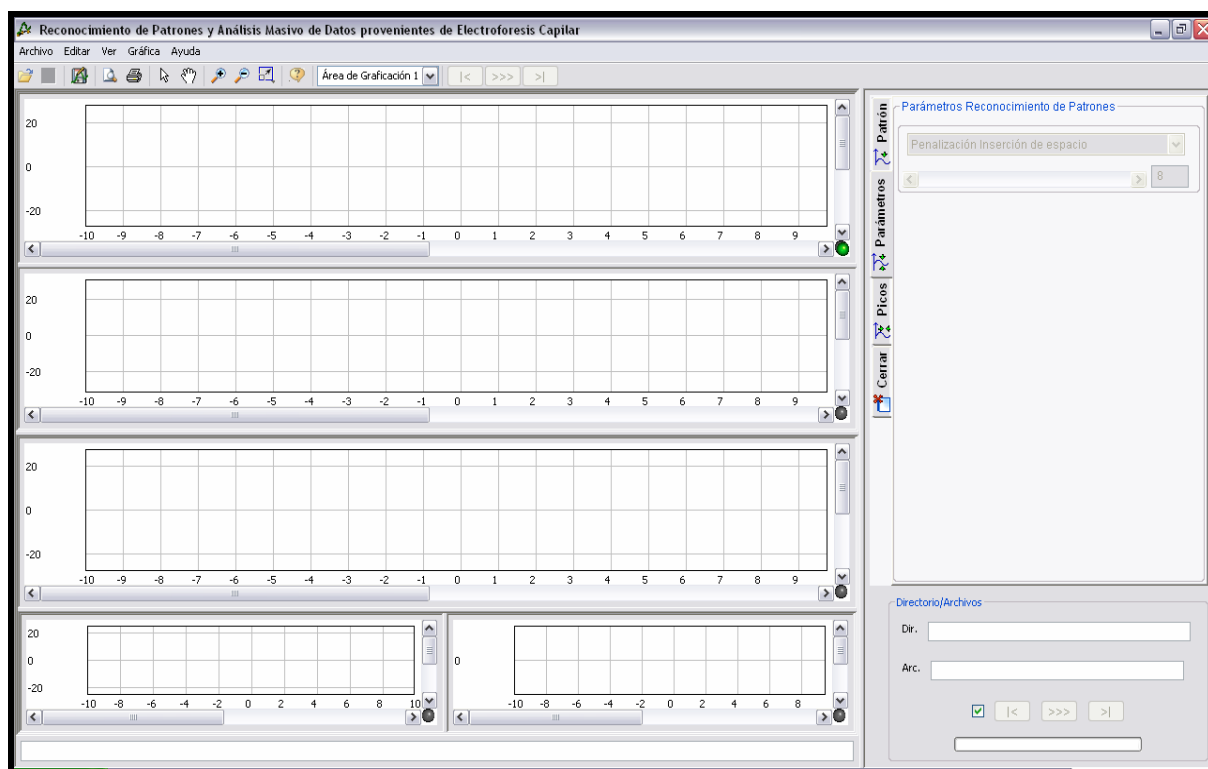 Reconocimiento de Patrones y Análisis Masivo de Datos provenientes de Electroforesis Capilar
Archivo Editar Ver Gráfica Ayuda
Área de Graficación 1 |< >>> >|
20
0
-20
-10 -9 -8 -7 -6 -5 -4 -3 -2 -1 0 1 2 3 4 5 6 7 8 9
20
0
-20
-10 -9 -8 -7 -6 -5 -4 -3 -2 -1 0 1 2 3 4 5 6 7 8 9
20
0
-20
-10 -9 -8 -7 -6 -5 -4 -3 -2 -1 0 1 2 3 4 5 6 7 8 9
20
0
-20
-10 -8 -6 -4 -2 0 2 4 6 8 10
0
-10 -8 -6 -4 -2 0 2 4 6 8
Patrón
Parámetros
Picos
Cerrar
Parámetros Reconocimiento de Patrones
Penalización Inserción de espacio
8
Directorio/Archivos
Dir.
Arc.
|< >>> >|